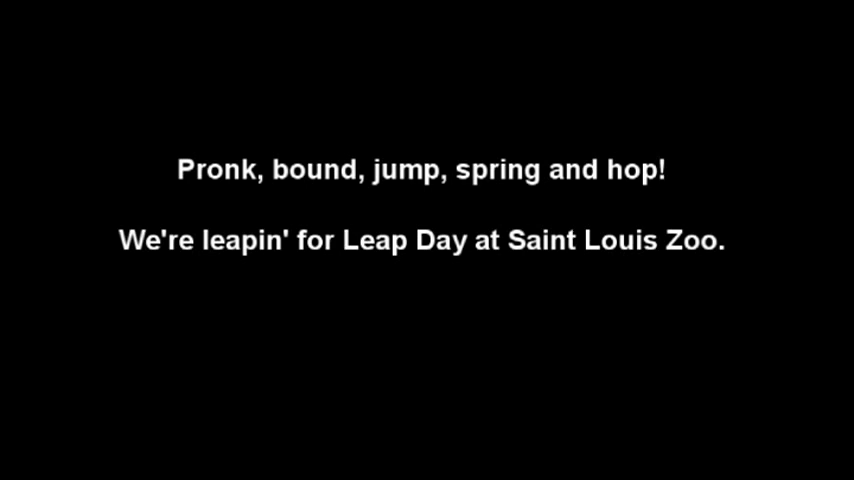 Pronk, bound, jump, spring and hop!
We're leapin' for Leap Day at Saint Louis Zoo.